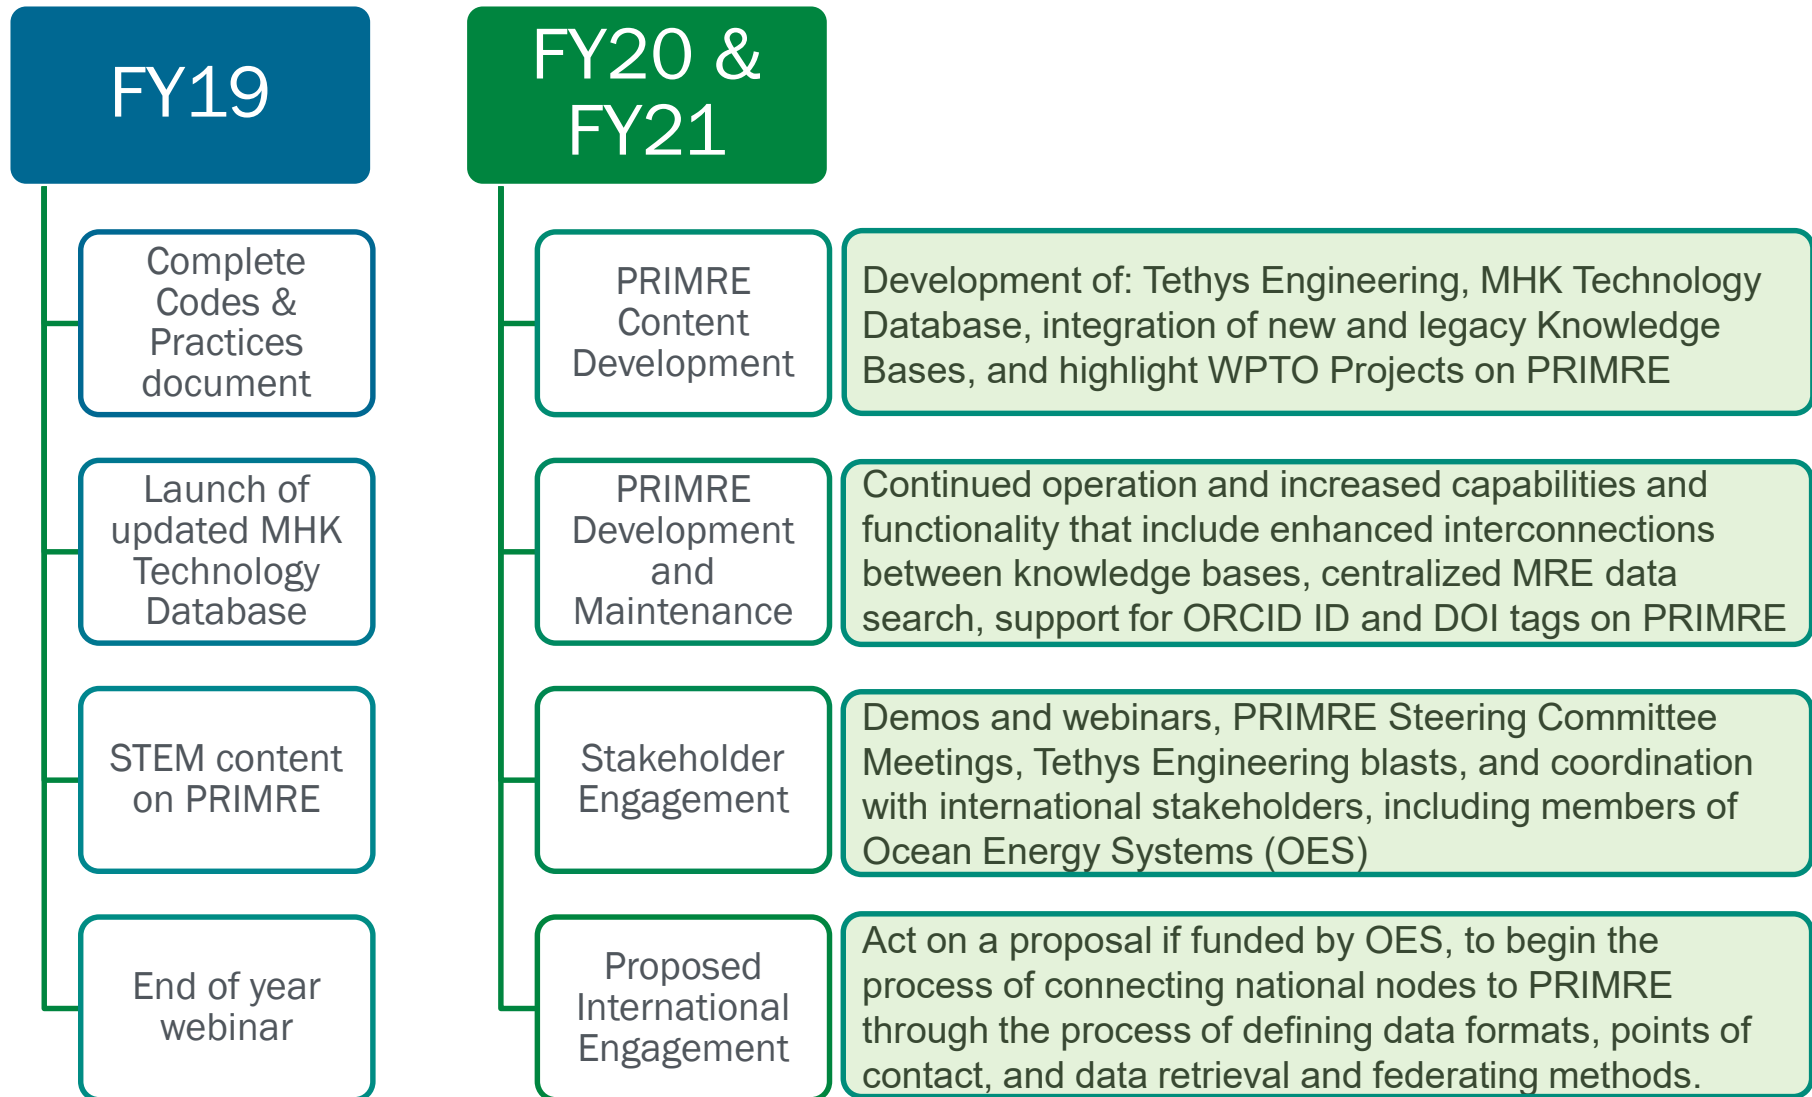 FY19
Complete
Codes &
Practices
document
Launch of
updated MHK
Technology
Database
STEM content
on PRIMRE
End of year
webinar
FY20 &
FY21
PRIMRE
Content
Development
Development of: Tethys Engineering, MHK Technology
Database, integration of new and legacy Knowledge
Bases, and highlight WPTO Projects on PRIMRE
PRIMRE
Development
and
Maintenance
Continued operation and increased capabilities and
functionality that include enhanced interconnections
between knowledge bases, centralized MRE data
search, support for ORCID ID and DOI tags on PRIMRE
Stakeholder
Engagement
Demos and webinars, PRIMRE Steering Committee
Meetings, Tethys Engineering blasts, and coordination
with international stakeholders, including members of
Ocean Energy Systems (OES)
Proposed
International
Engagement
Act on a proposal if funded by OES, to begin the
process of connecting national nodes to PRIMRE
through the process of defining data formats, points of
contact, and data retrieval and federating methods.